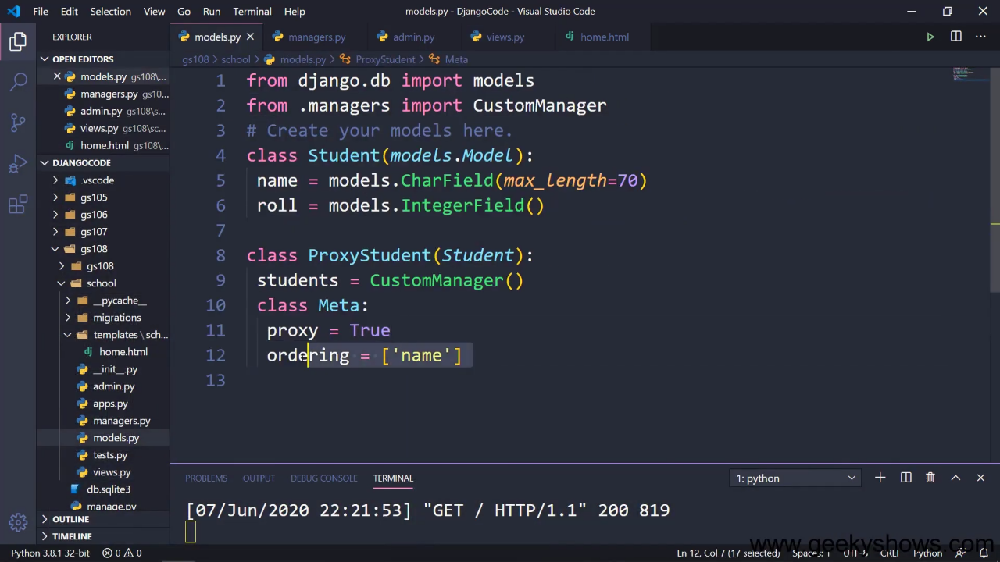 File Edit Selection View Go Run Terminal Help models.py - DjangoCode - Visual Studio Code
EXPLORER
models.py managers.py admin.py views.py home.html
OPEN EDITORS
gs108 > school > models.py > ProxyStudent > Meta
models.py gs108\...
managers.py gs10...
admin.py gs108\s...
views.py gs108\sc...
home.html gs108\...
DJANGOCODE
.vscode
gs105
gs106
gs107
gs108
gs108
school
__pycache__
migrations
templates\sch...
home.html
__init__.py
admin.py
apps.py
managers.py
models.py
tests.py
views.py
db.sqlite3
manage.py
OUTLINE
TIMELINE
1 from django.db import models
2 from .managers import CustomManager
3 # Create your models here.
4 class Student(models.Model):
5 name = models.CharField(max_length=70)
6 roll = models.IntegerField()
7
8 class ProxyStudent(Student):
9 students = CustomManager()
10 class Meta:
11 proxy = True
12 ordering = ['name']
13
PROBLEMS OUTPUT DEBUG CONSOLE TERMINAL 1: python
[07/Jun/2020 22:21:53] "GET / HTTP/1.1" 200 819
www.geekyshows.com
Python 3.8.1 32-bit 0 0 Ln 12, Col 7 (17 selected) Spaces: 1 UTF-8 CRLF Python